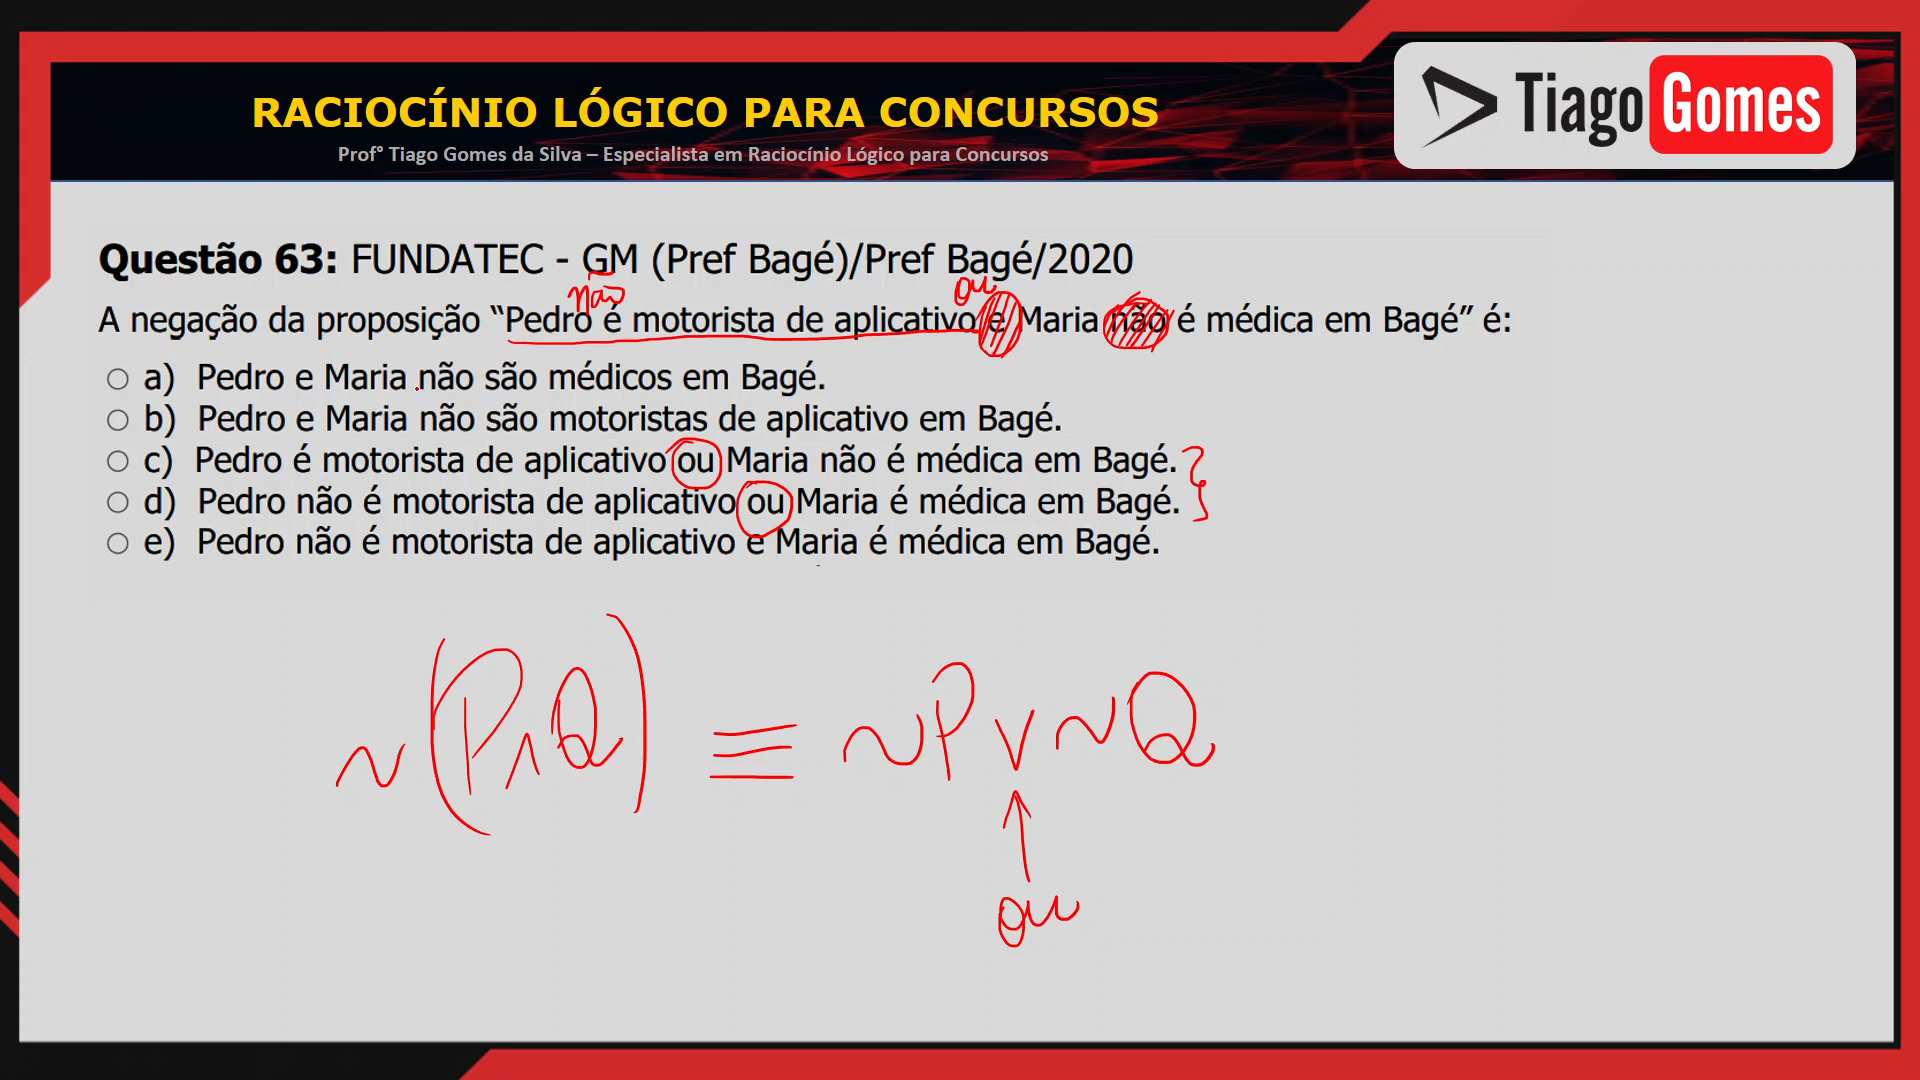 RACIOCÍNIO LÓGICO PARA CONCURSOS
Prof° Tiago Gomes da Silva – Especialista em Raciocínio Lógico para Concursos
Tiago Gomes
Questão 63: FUNDATEC - GM (Pref Bagé)/Pref Bagé/2020
não ou
A negação da proposição “Pedro é motorista de aplicativo e Maria não é médica em Bagé” é:
a) Pedro e Maria não são médicos em Bagé.
b) Pedro e Maria não são motoristas de aplicativo em Bagé.
c) Pedro é motorista de aplicativo ou Maria não é médica em Bagé.
d) Pedro não é motorista de aplicativo ou Maria é médica em Bagé.
e) Pedro não é motorista de aplicativo e Maria é médica em Bagé.
~(P∧Q) ≡ ~P∨~Q
ou